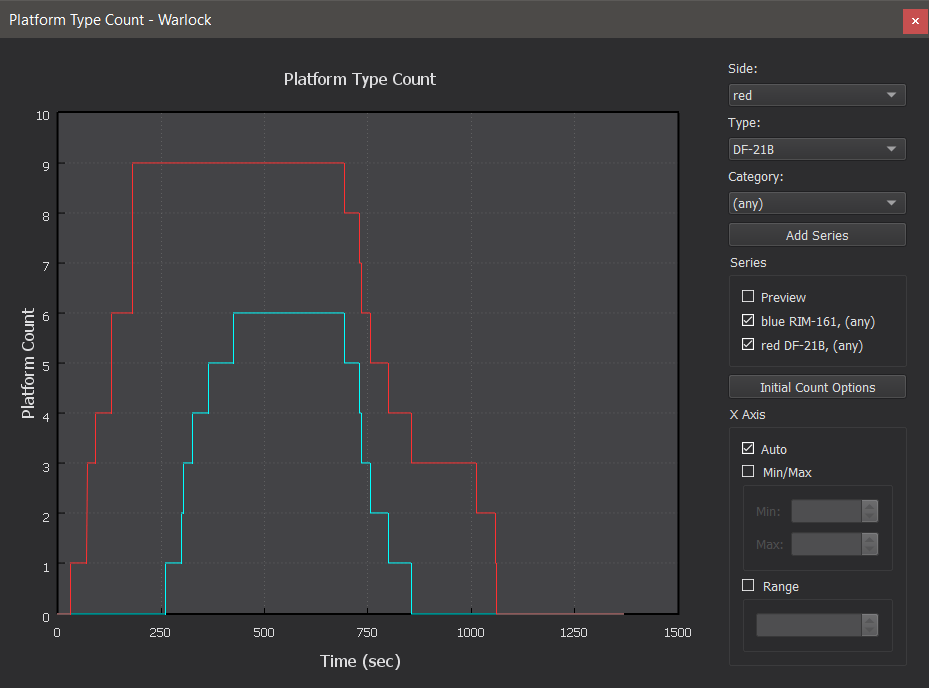 Platform Type Count - Warlock
Platform Type Count
10
9
8
7
6
5
4
3
2
1
0
Platform Count
0 250 500 750 1000 1250 1500
Time (sec)
Side:
red
Type:
DF-21B
Category:
(any)
Add Series
Series
Preview
blue RIM-161, (any)
red DF-21B, (any)
Initial Count Options
X Axis
Auto
Min/Max
Min:
Max:
Range